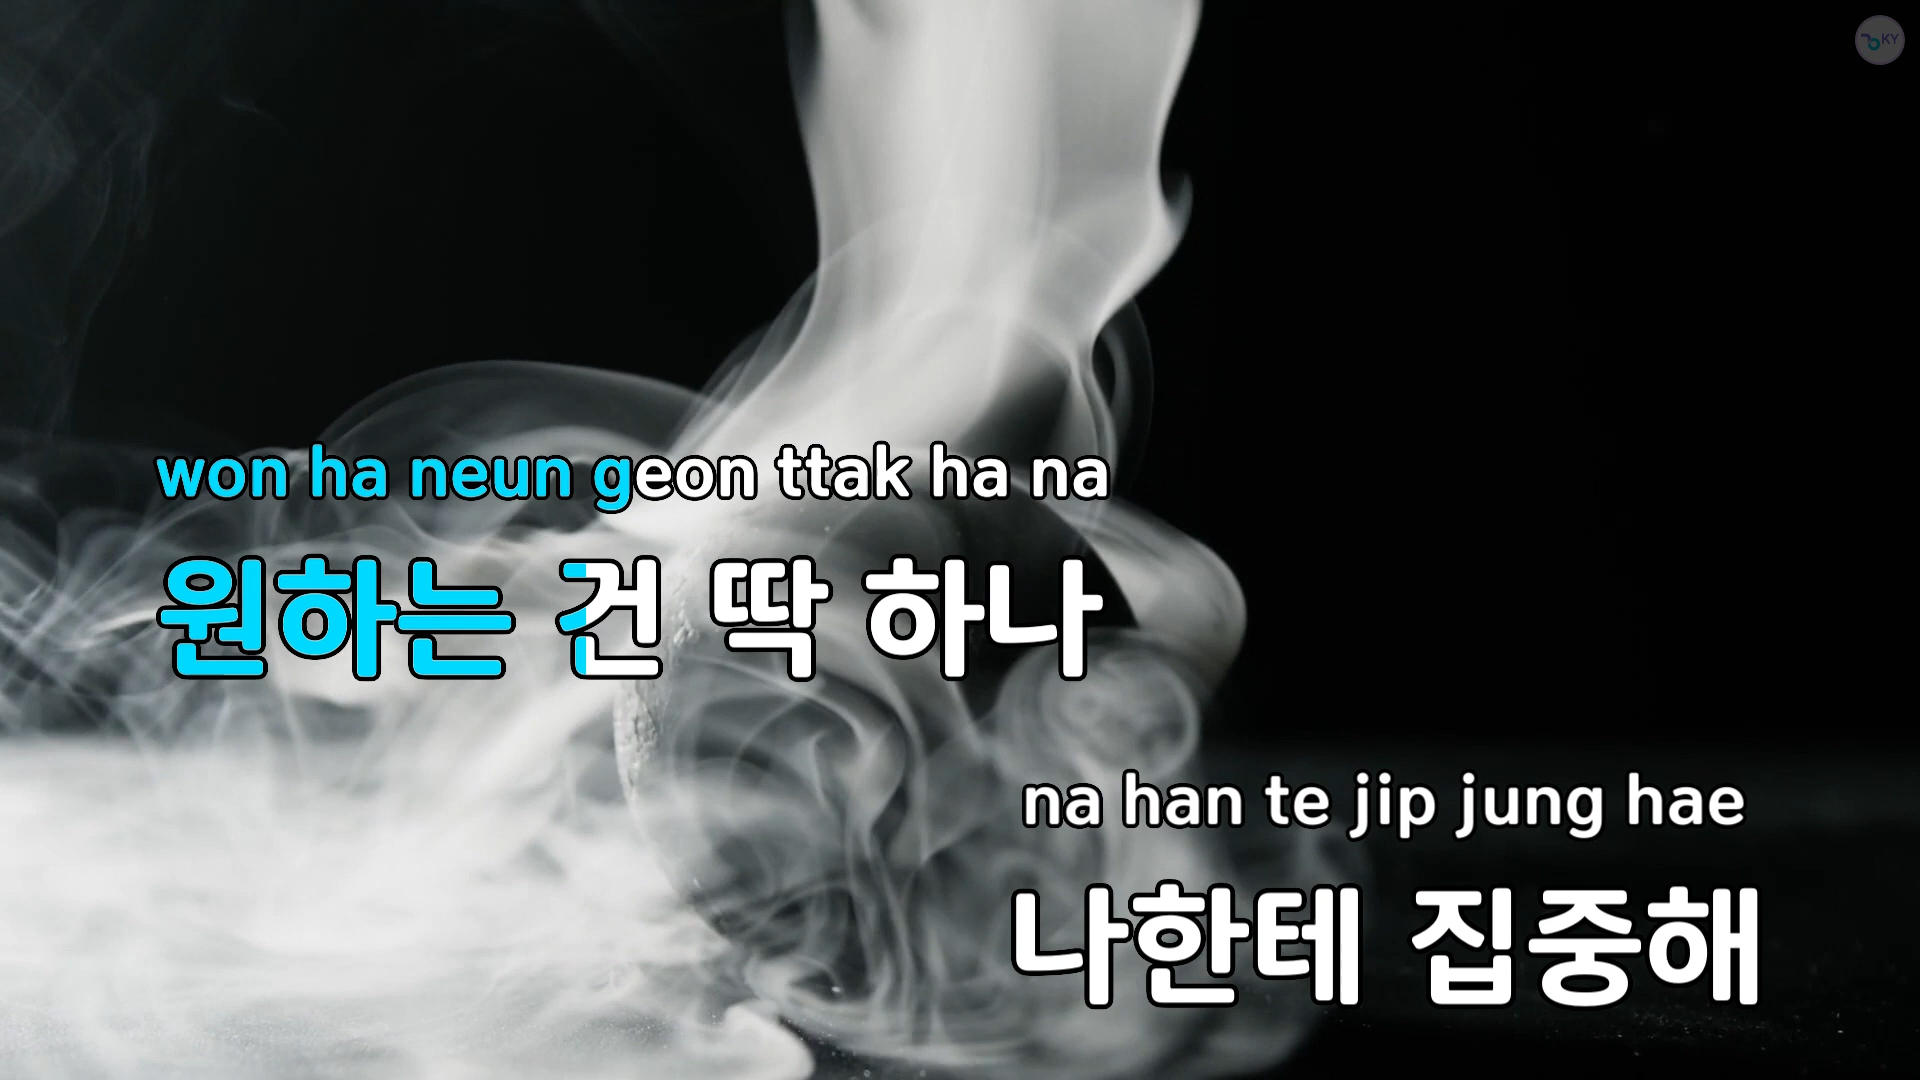 KY
won ha neun geon ttak ha na
원하는 건 딱 하나
na han te jip jung hae
나한테 집중해